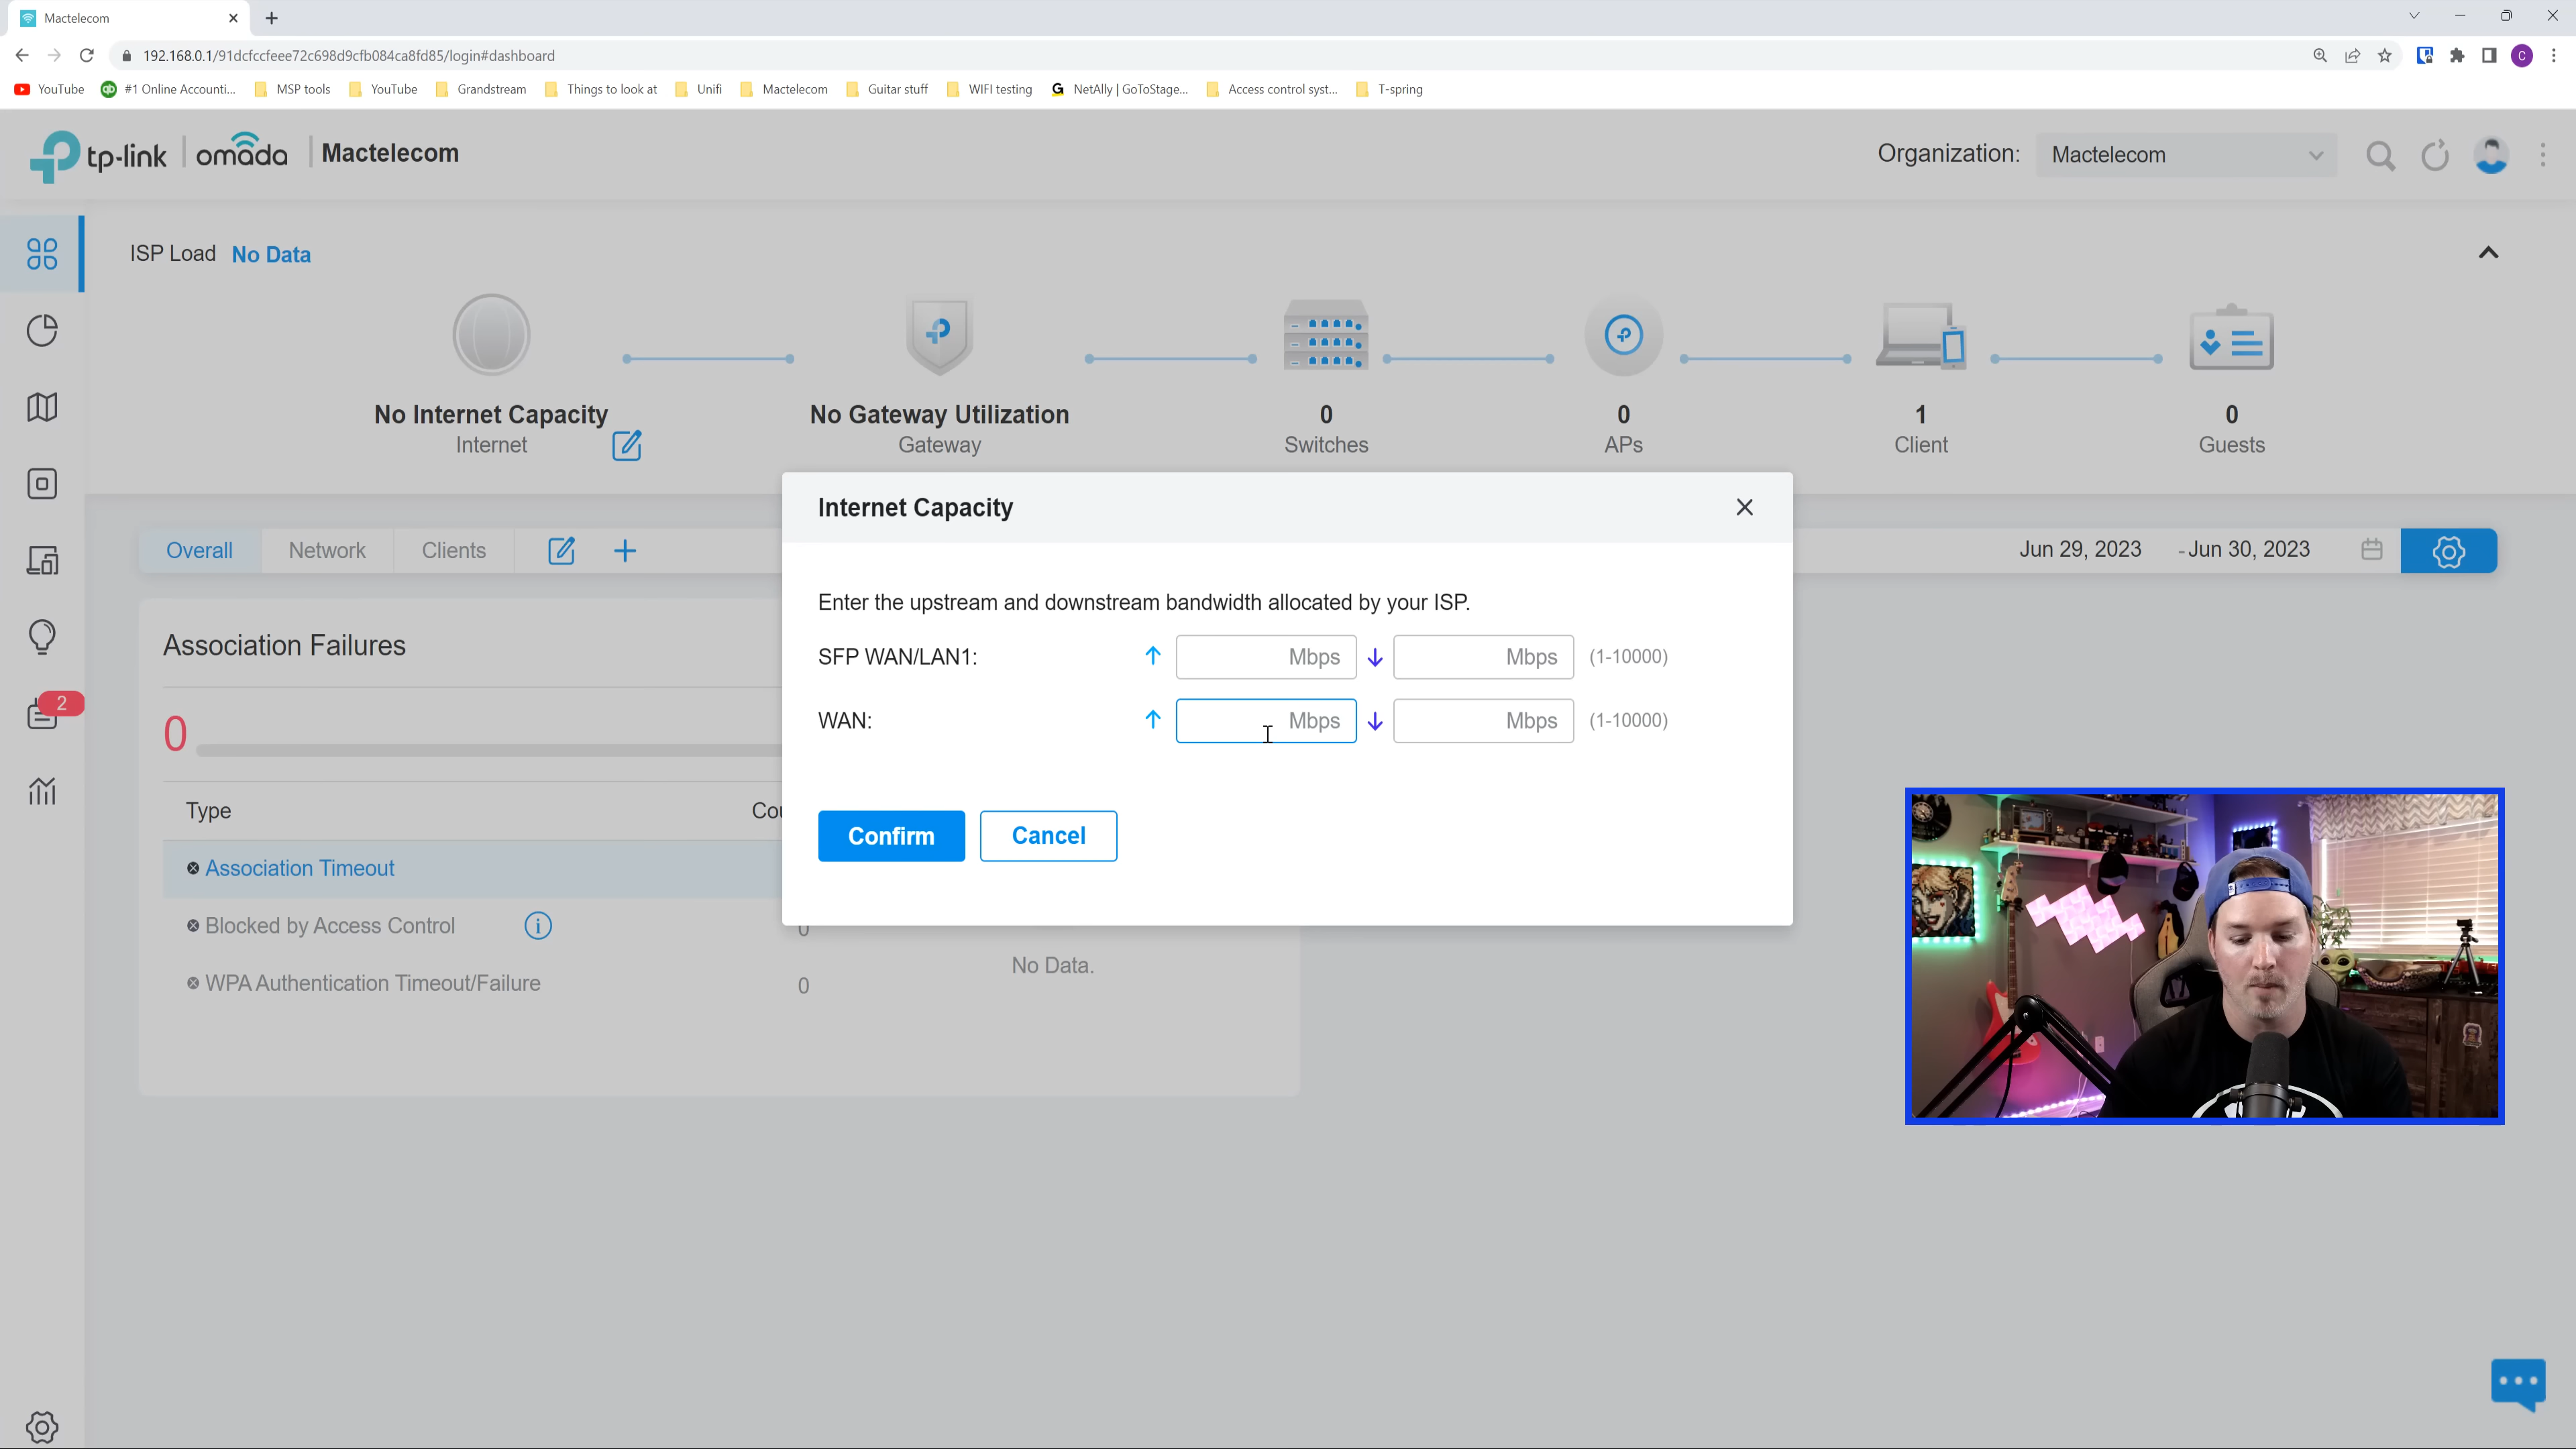 Mactelecom
192.168.0.1/91dcfccfeee72c698d9cfb084ca8fd85/login#dashboard
C
YouTube #1 Online Accounti... MSP tools YouTube Grandstream Things to look at Unifi Mactelecom Guitar stuff WIFI testing NetAlly | GoToStage... Access control syst... T-spring
tp-link omada Mactelecom Organization: Mactelecom
ISP Load No Data
No Internet Capacity No Gateway Utilization 0 0 1 0
Internet Gateway Switches APs Client Guests
Internet Capacity
Overall Network Clients Jun 29, 2023 - Jun 30, 2023
Enter the upstream and downstream bandwidth allocated by your ISP.
Association Failures
SFP WAN/LAN1: Mbps Mbps (1-10000)
2
WAN: Mbps Mbps (1-10000)
0
Type Cou
Confirm Cancel
Association Timeout
Blocked by Access Control 0
No Data.
WPA Authentication Timeout/Failure 0